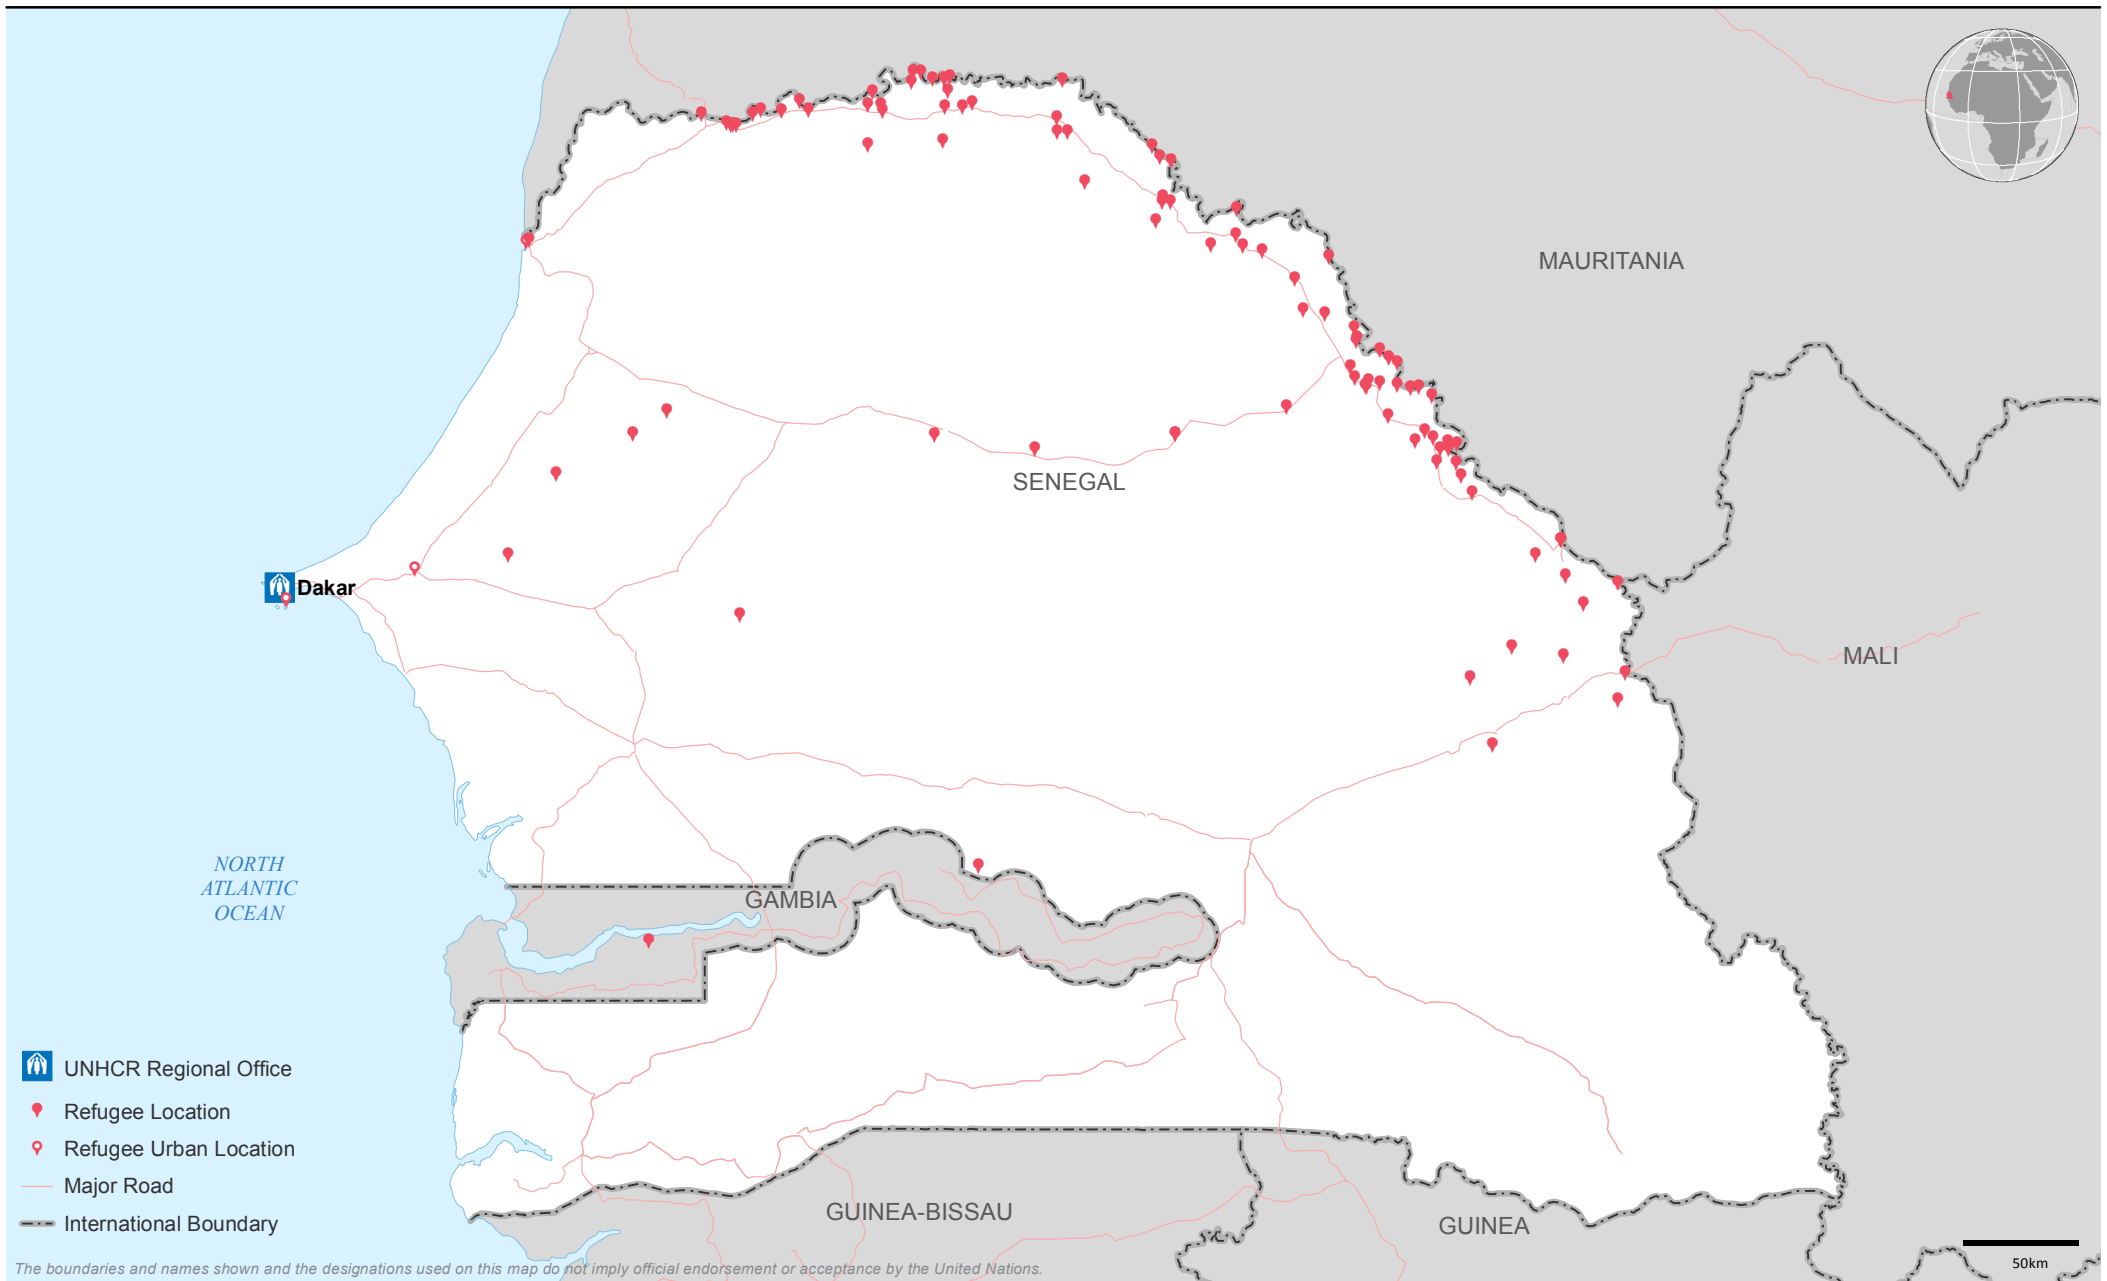 MAURITANIA
SENEGAL
Dakar
MALI
NORTH
ATLANTIC
OCEAN
GAMBIA
UNHCR Regional Office
Refugee Location
Refugee Urban Location
Major Road
International Boundary
GUINEA-BISSAU
GUINEA
50km
The boundaries and names shown and the designations used on this map do not imply official endorsement or acceptance by the United Nations.